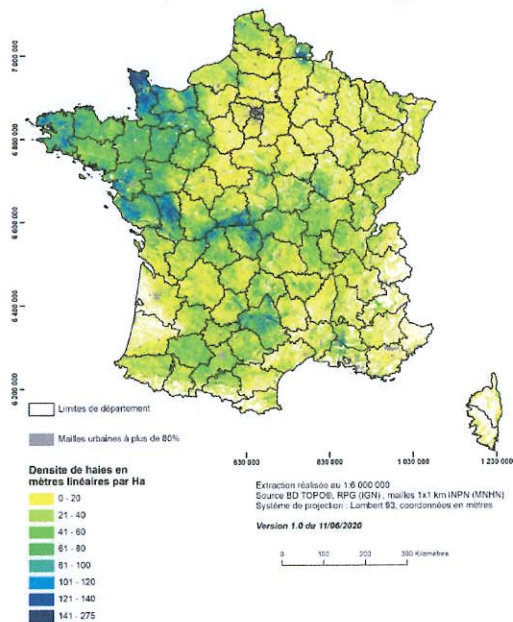 7 000 000
6 800 000
6 600 000
6 400 000
6 200 000
Limites de département
Mailles urbaines à plus de 80%
630 000
830 000
1 030 000
1 230 000
Densite de haies en
mètres linéaires par Ha
0 - 20
21 - 40
41 - 60
61 - 80
81 - 100
101 - 120
121 - 140
141 - 275
Extraction réalisée au 1:6 000 000
Source BD TOPO®, RPG (IGN), mailles 1x1 km INPN (MNHN)
Système de projection : Lambert 93, coordonnées en mètres
Version 1.0 du 11/06/2020
0
100
200
300 Kilomètres